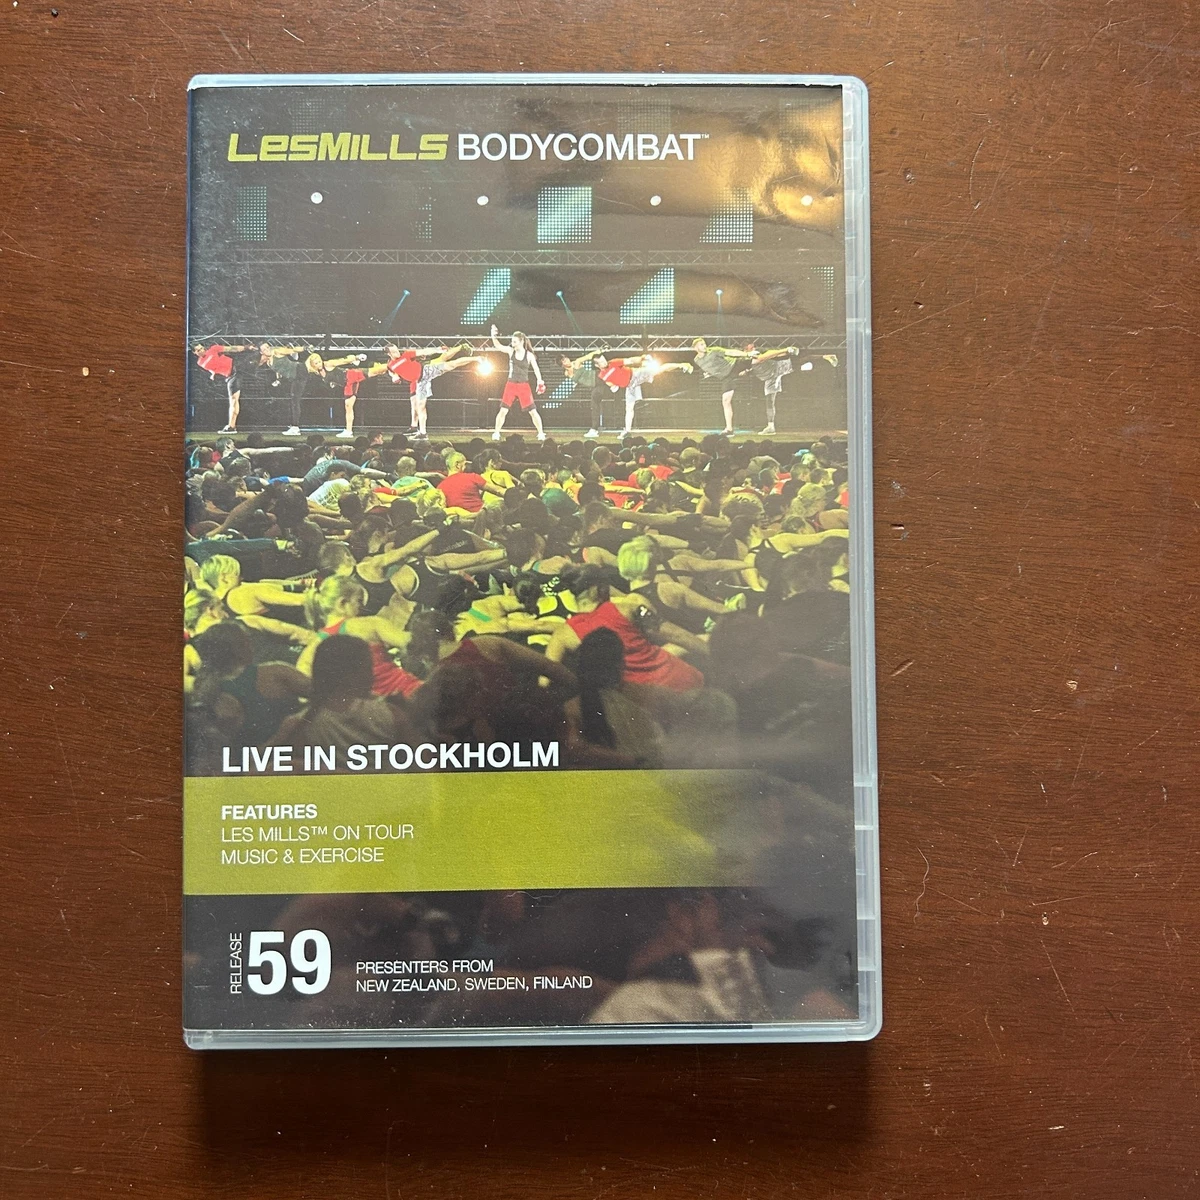 LESMILLS BODYCOMBAT™
LIVE IN STOCKHOLM
FEATURES
LES MILLS™ ON TOUR
MUSIC & EXERCISE
RELEASE 59
PRESENTERS FROM
NEW ZEALAND, SWEDEN, FINLAND